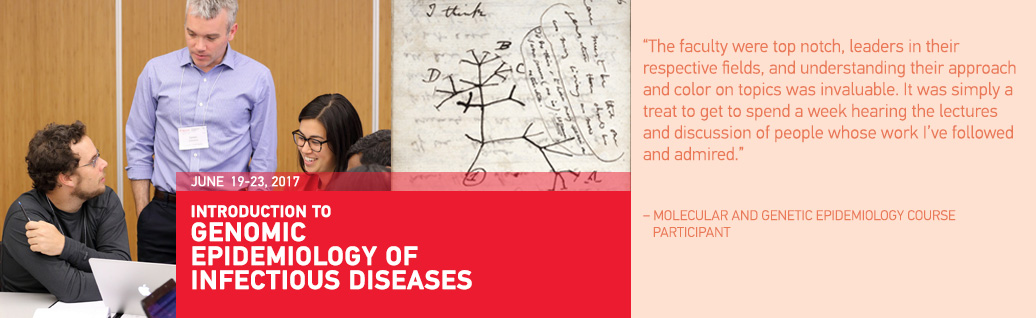 I think
B
D
C
A
1
JUNE 19-23, 2017
INTRODUCTION TO
GENOMIC
EPIDEMIOLOGY OF
INFECTIOUS DISEASES
“The faculty were top notch, leaders in their
respective fields, and understanding their approach
and color on topics was invaluable. It was simply a
treat to get to spend a week hearing the lectures
and discussion of people whose work I’ve followed
and admired.”
– MOLECULAR AND GENETIC EPIDEMIOLOGY COURSE
PARTICIPANT